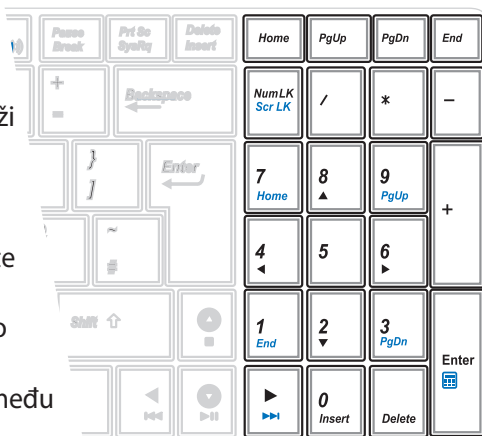 Pause Prt Sc Delete Home PgUp PgDn End
Break SysRq Insert
+ Backspace NumLK / * −
= Scr LK
ži
} Enter 7 8 9 +
] Home PgUp
~ 4 5 6
te #
Shift 1 2 3 Enter
o End PgDn
među 0
Insert Delete